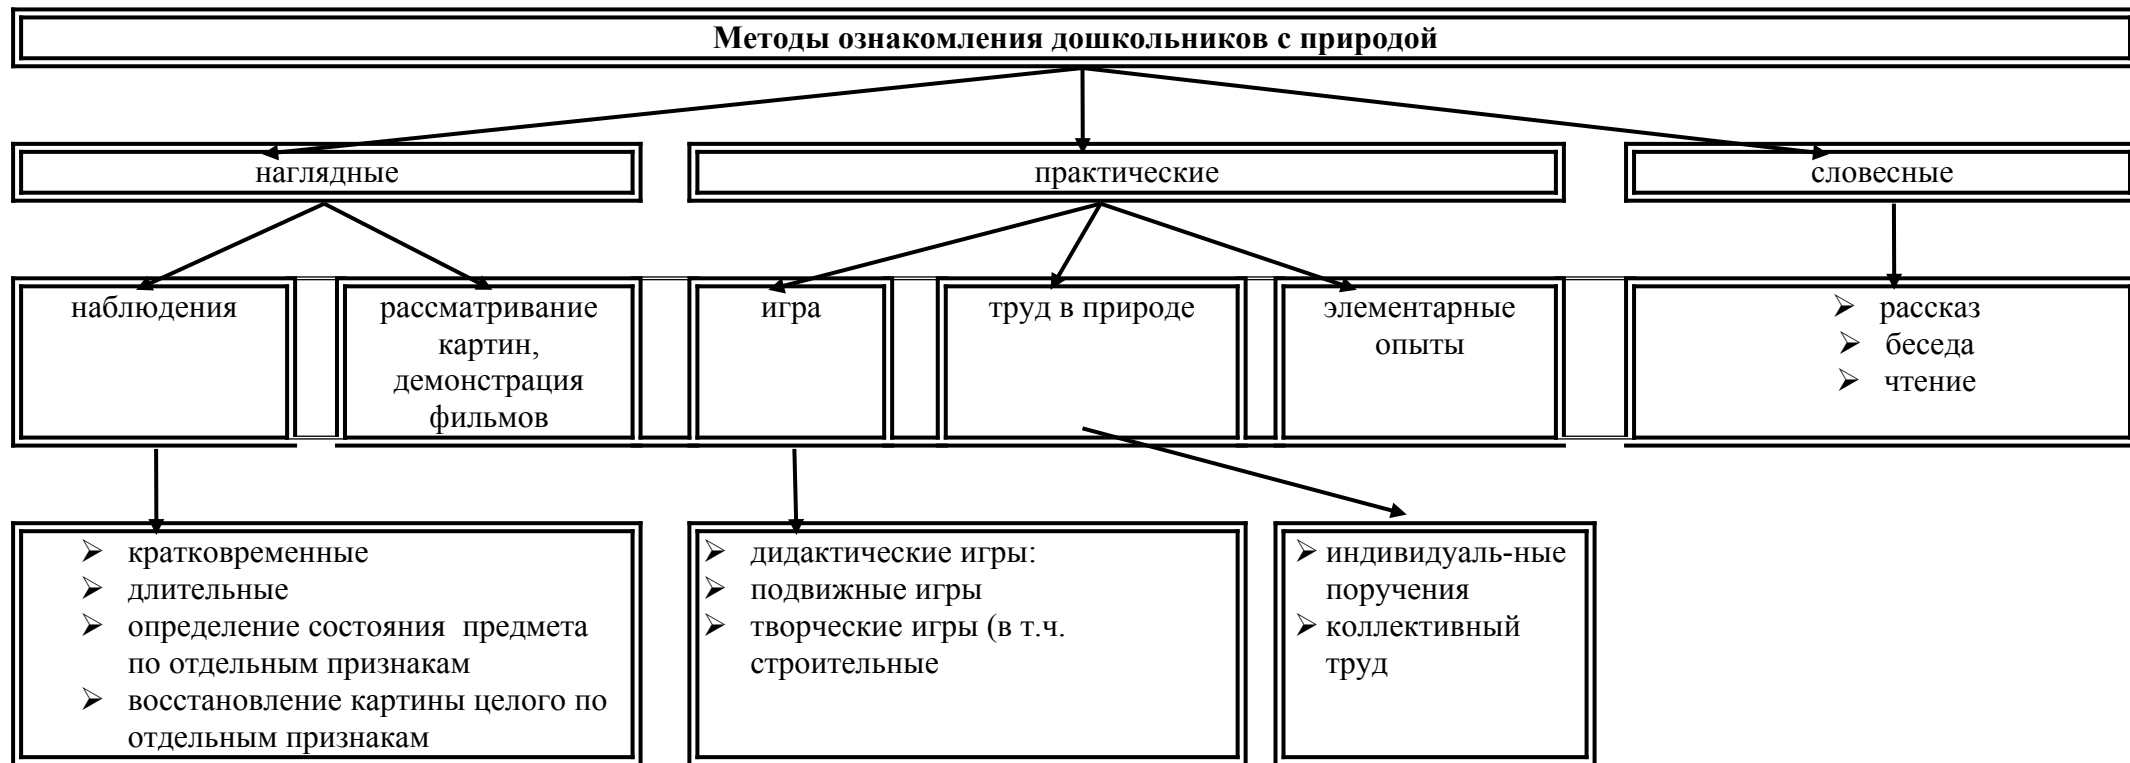 Методы ознакомления дошкольников с природой
наглядные
практические
словесные
наблюдения
рассматривание
картин,
демонстрация
фильмов
игра
труд в природе
элементарные
опыты
➢ рассказ
➢ беседа
➢ чтение
➢ кратковременные
➢ длительные
➢ определение состояния  предмета
по отдельным признакам
➢ восстановление картины целого по
отдельным признакам
➢ дидактические игры:
➢ подвижные игры
➢ творческие игры (в т.ч.
строительные
➢ индивидуаль-ные
поручения
➢ коллективный
труд